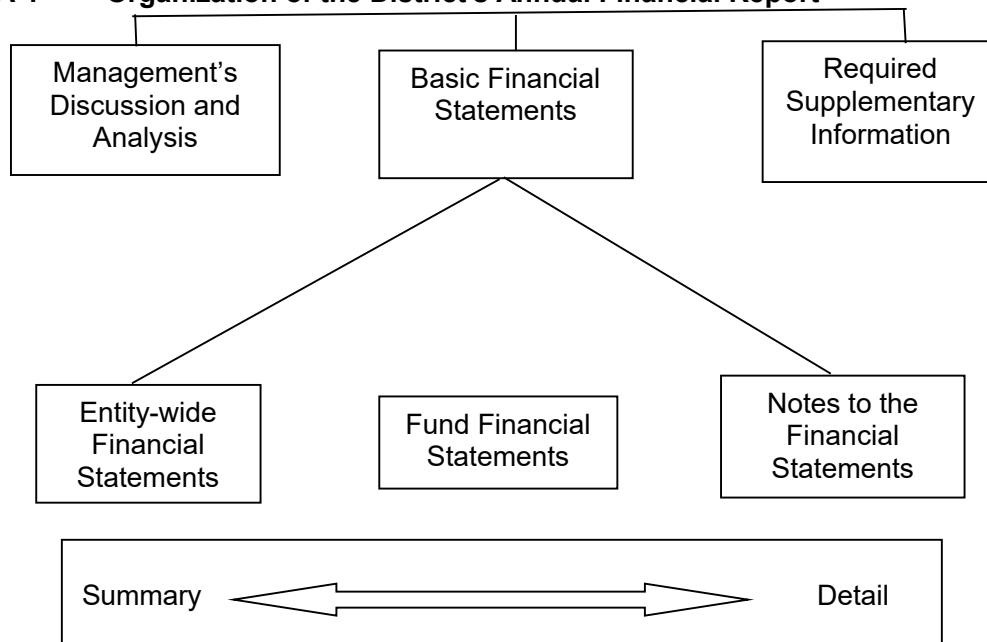 Organization of the District's Annual Financial Report
Management's
Discussion and
Analysis
Basic Financial
Statements
Required
Supplementary
Information
Entity-wide
Financial
Statements
Fund Financial
Statements
Notes to the
Financial
Statements
Summary
Detail